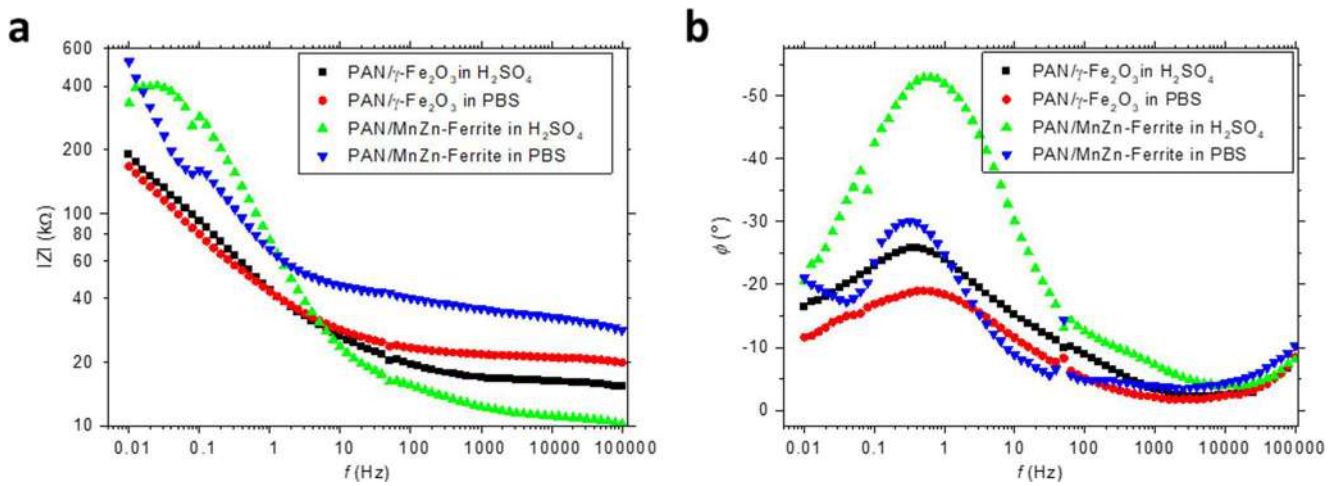 a
600
400
200
100
80
60
40
20
10
|Z| (kΩ)
0.01
0.1
1
10
100
1000
10000
100000
f (Hz)
PAN/γ-Fe₂O₃in H₂SO₄
PAN/γ-Fe₂O₃ in PBS
PAN/MnZn-Ferrite in H₂SO₄
PAN/MnZn-Ferrite in PBS
b
-50
-40
-30
-20
-10
0
ϕ (°)
0.01
0.1
1
10
100
1000
10000
100000
f (Hz)
PAN/γ-Fe₂O₃ in H₂SO₄
PAN/γ-Fe₂O₃ in PBS
PAN/MnZn-Ferrite in H₂SO₄
PAN/MnZn-Ferrite in PBS